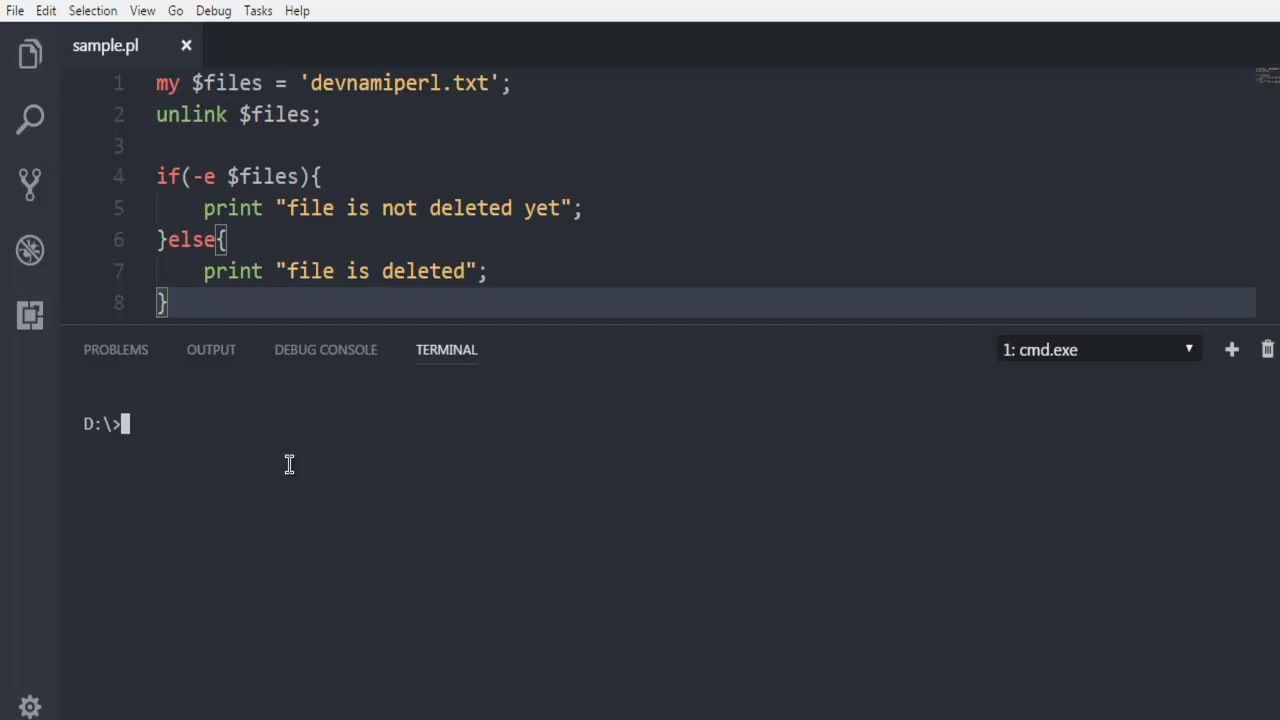 File Edit Selection View Go Debug Tasks Help
sample.pl ×
1 my $files = 'devnamiperl.txt';
2 unlink $files;
3
4 if(-e $files){
5     print "file is not deleted yet";
6 }else{
7     print "file is deleted";
8 }
PROBLEMS OUTPUT DEBUG CONSOLE TERMINAL 1: cmd.exe
D:\>